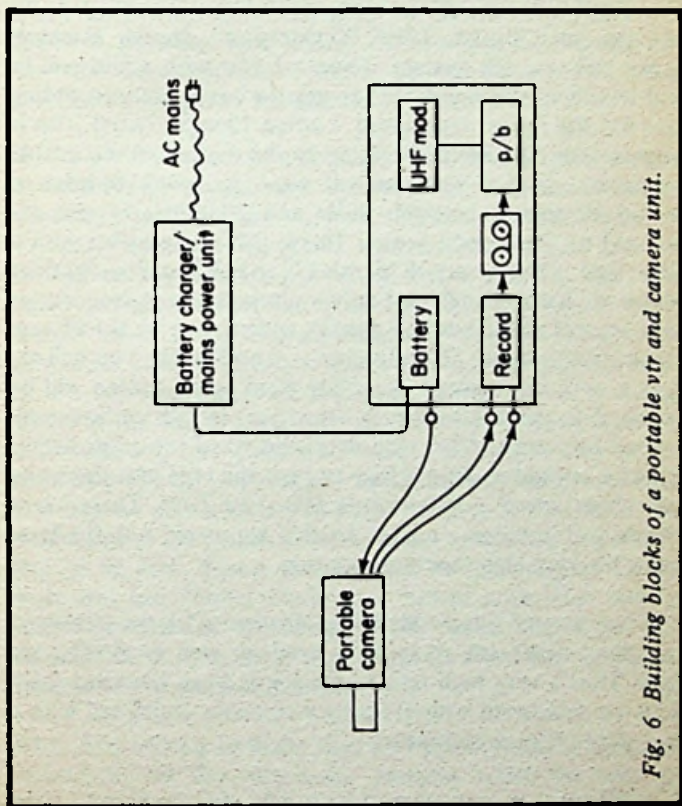 AC mains
Battery charger/
mains power unit
UHF mod.
p/b
Battery
Record
Portable
camera
Fig. 6 Building blocks of a portable vtr and camera unit.